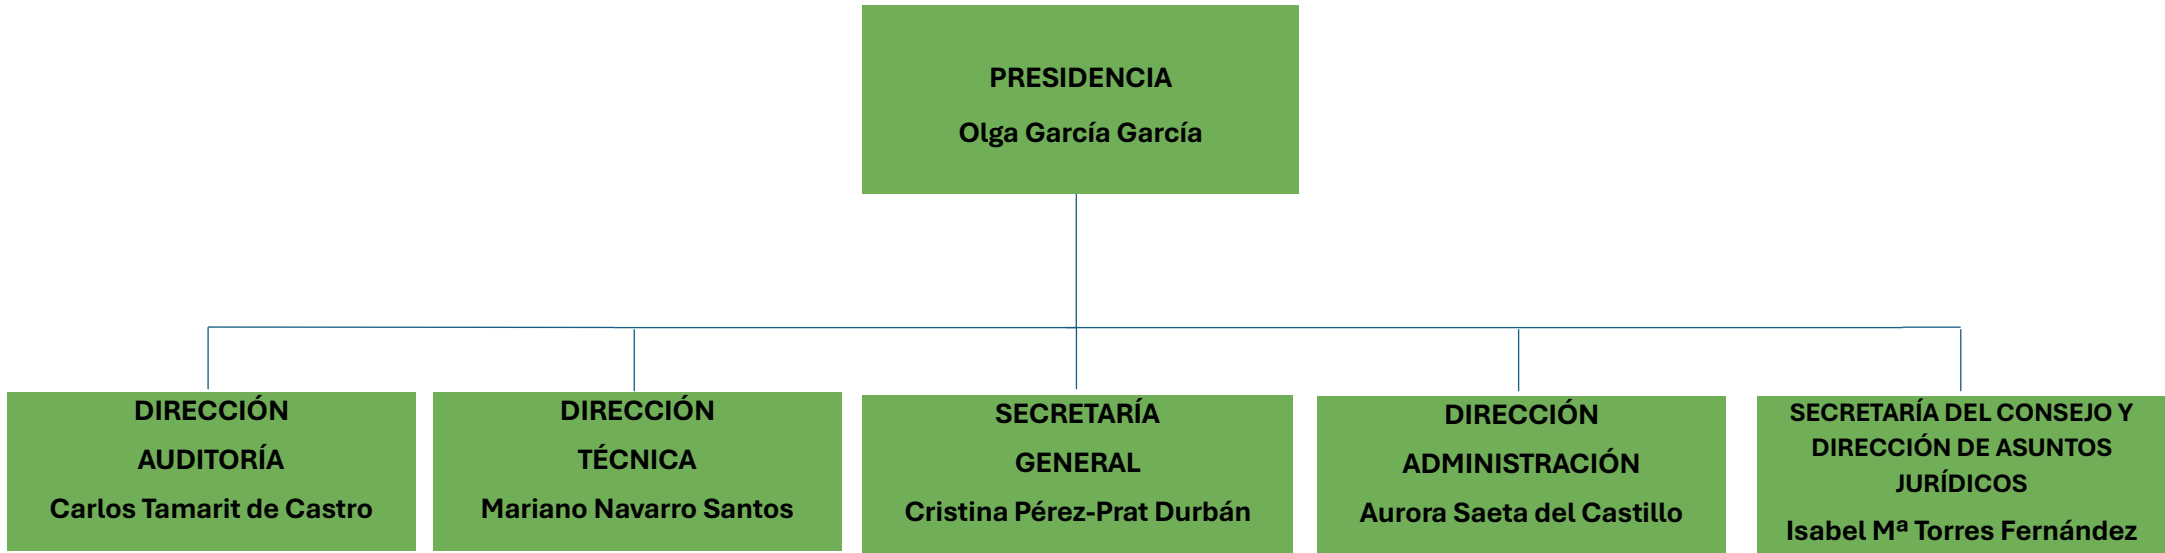 PRESIDENCIA
Olga García García
DIRECCIÓN
AUDITORÍA
Carlos Tamarit de Castro
DIRECCIÓN
TÉCNICA
Mariano Navarro Santos
SECRETARÍA
GENERAL
Cristina Pérez-Prat Durbán
DIRECCIÓN
ADMINISTRACIÓN
Aurora Saeta del Castillo
SECRETARÍA DEL CONSEJO Y
DIRECCIÓN DE ASUNTOS
JURÍDICOS
Isabel Mª Torres Fernández